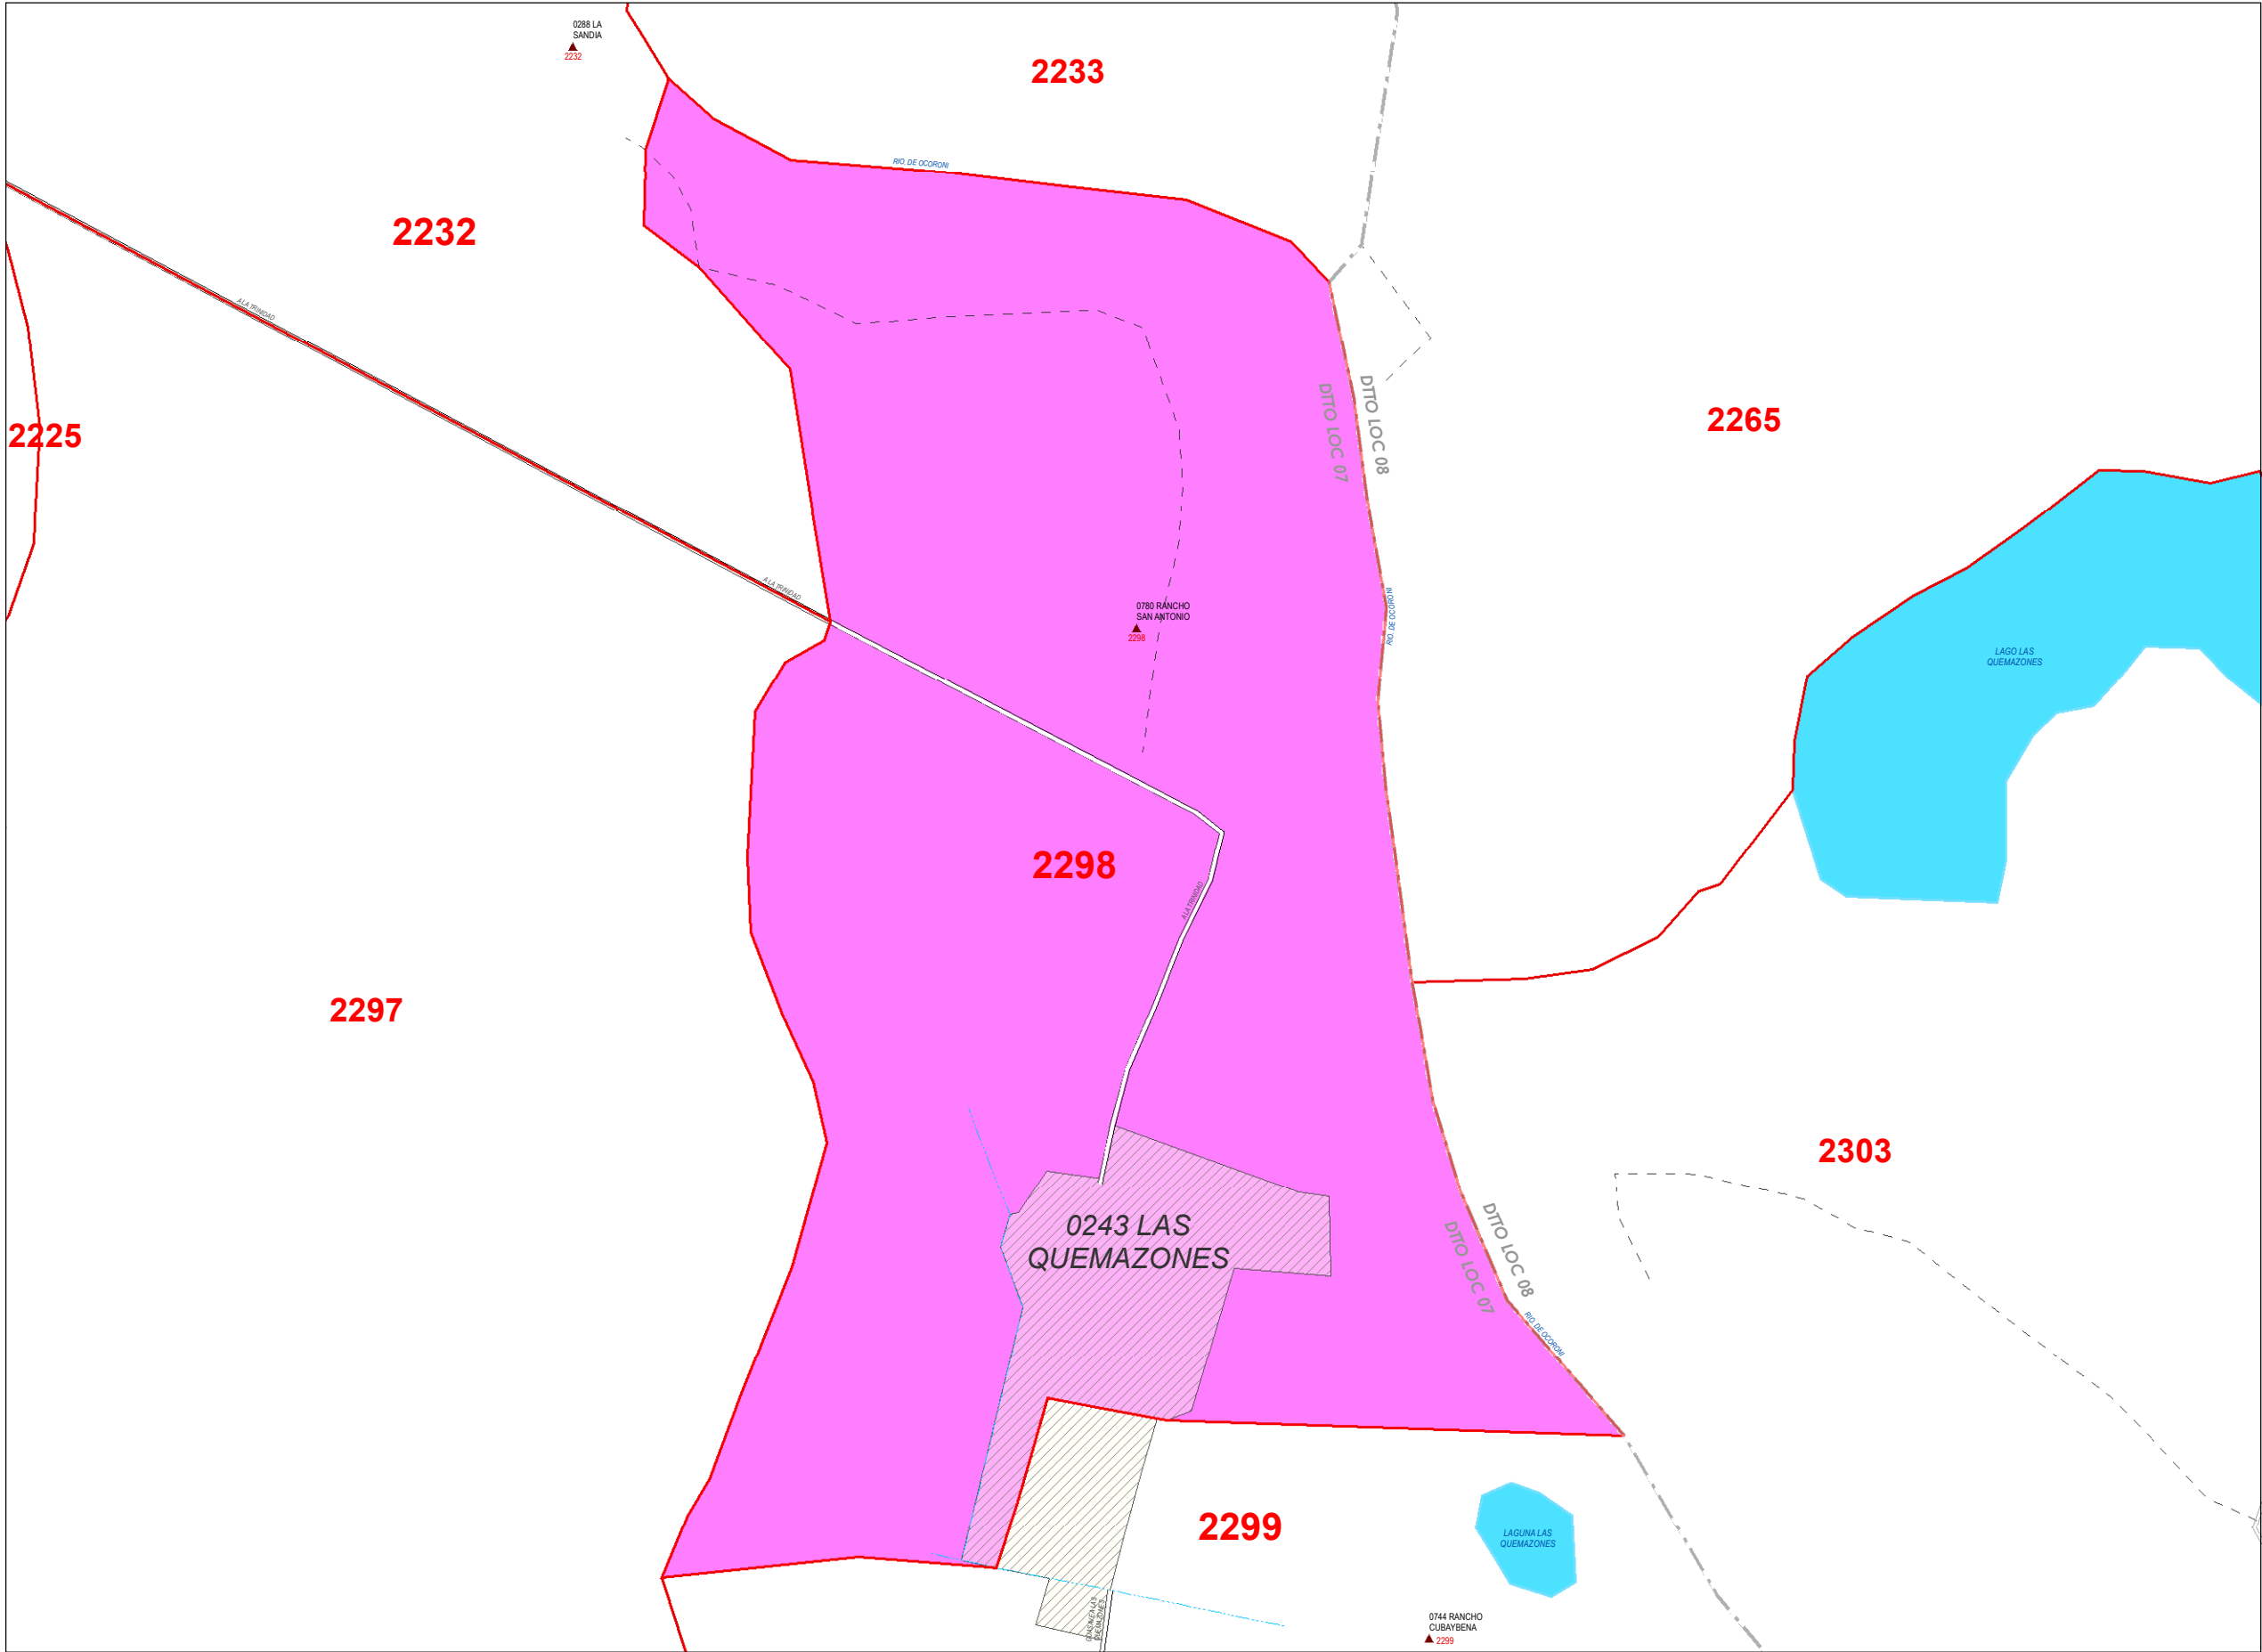 0288 LA
SANDIA
2232
2233
RIO. DE OCORONI
2232
A LA TRINIDAD
DTTO LOC 07
DTTO LOC 08
2265
2225
A LA TRINIDAD
0780 RANCHO
SAN ANTONIO
2298
RIO. DE OCORONI
LAGO LAS
QUEMAZONES
2298
A LA TRINIDAD
2297
2303
0243 LAS
QUEMAZONES
DTTO LOC 07
DTTO LOC 08
RIO. DE OCORONI
2299
LAGUNA LAS
QUEMAZONES
QUEMAZONES
0744 RANCHO
CUBAYBENA
2299